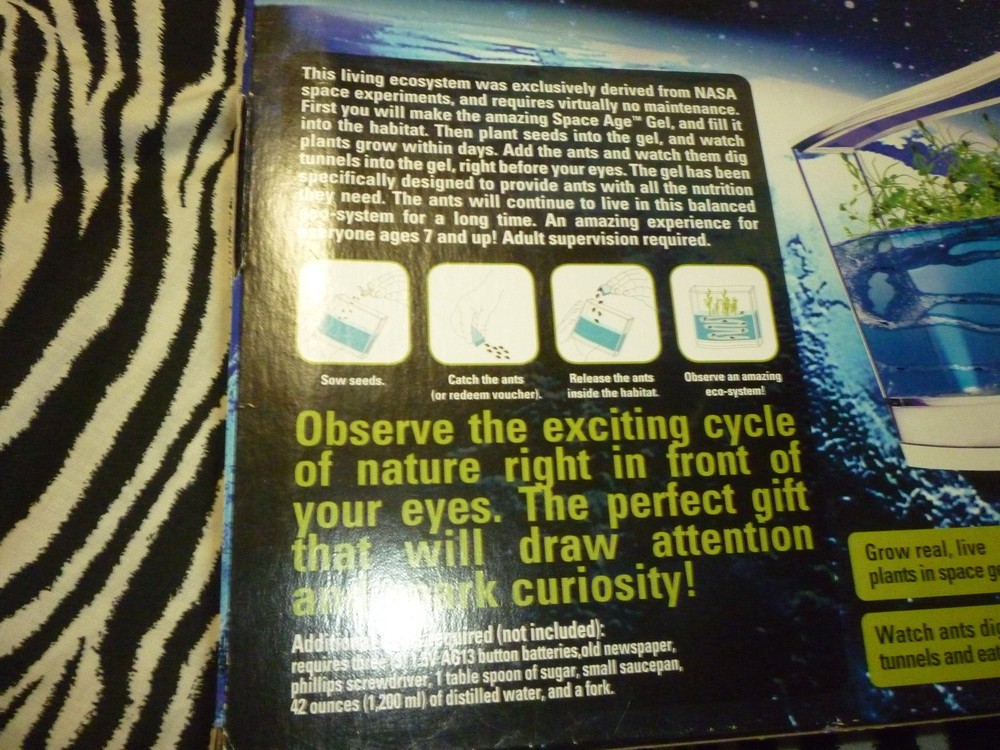 This living ecosystem was exclusively derived from NASA
space experiments, and requires virtually no maintenance.
First you will make the amazing Space Age™ Gel, and fill it
into the habitat. Then plant seeds into the gel, and watch
plants grow within days. Add the ants and watch them dig
tunnels into the gel, right before your eyes. The gel has been
specifically designed to provide ants with all the nutrition
they need. The ants will continue to live in this balanced
eco-system for a long time. An amazing experience for
everyone ages 7 and up! Adult supervision required.
Sow seeds.
Catch the ants
(or redeem voucher).
Release the ants
inside the habitat.
Observe an amazing
eco-system!
Observe the exciting cycle
of nature right in front of
your eyes. The perfect gift
that will draw attention
and spark curiosity!
required (not included):
requires three AG13 button batteries,old newspaper,
phillips screwdriver, 1 table spoon of sugar, small saucepan,
42 ounces (1,200 ml) of distilled water, and a fork.
Grow real, live
plants in space
Watch ants
tunnels and eat